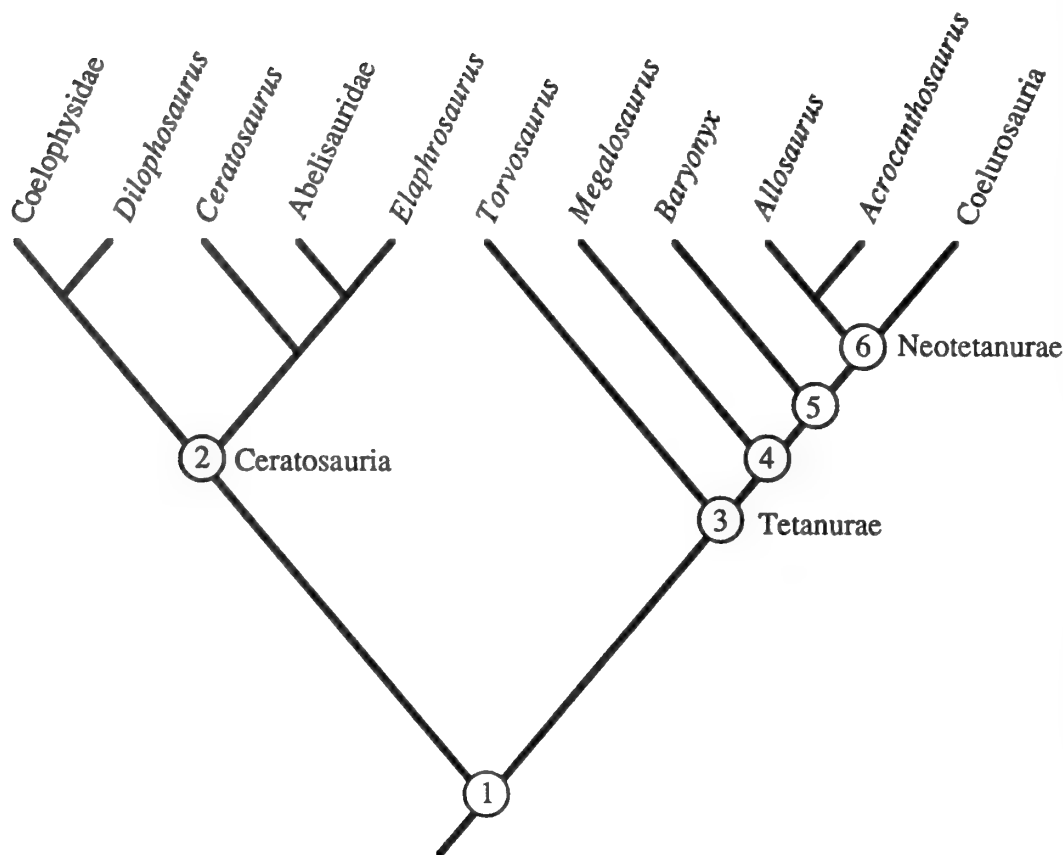 Coelophysidae
Dilophosaurus
Ceratosaurus
Abelisauridae
Elaphrosaurus
Torvosaurus
Megalosaurus
Baryonyx
Allosaurus
Acrocanthosaurus
Coelurosauria
6 Neotetanurae
5
4
2 Ceratosauria
3 Tetanurae
1